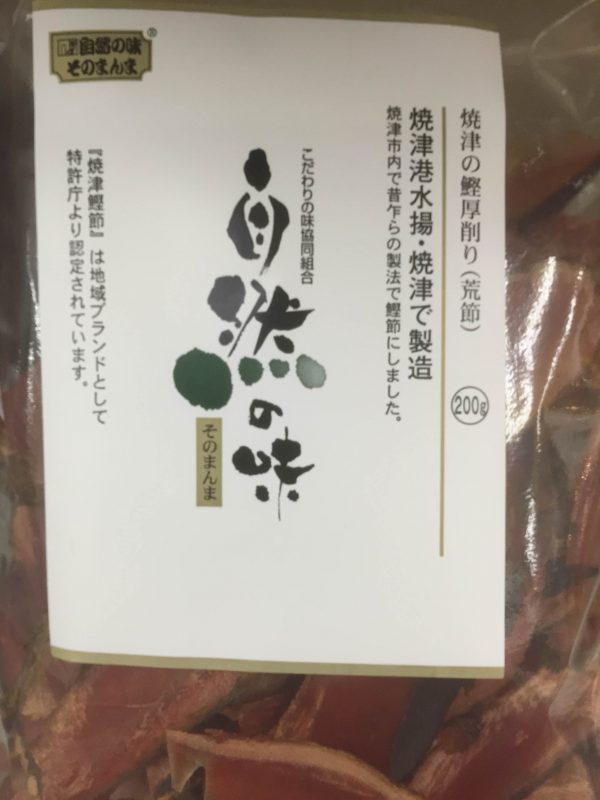 自然の味
そのまんま
®
焼津の鰹厚削り(荒節)
200g
焼津港水揚・焼津で製造
焼津市内で昔乍らの製法で鰹節にしました。
こだわりの味協同組合
自然の味
そのまんま
『焼津鰹節』は地域ブランドとして
特許庁より認定されています。